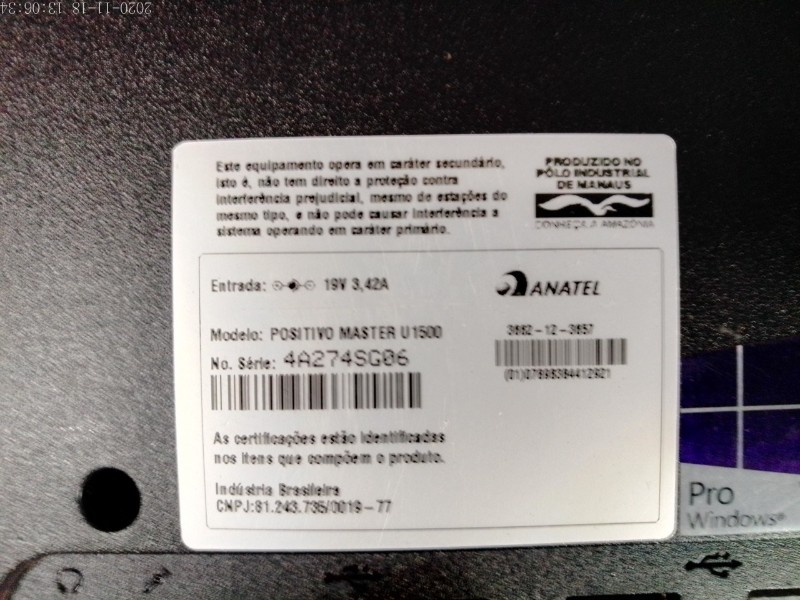 2020-11-18 13:06:34
Este equipamento opera em caráter secundário,
isto é, não tem direito a proteção contra
interferência prejudicial, mesmo de estações do
mesmo tipo, e não pode causar interferência a
sistema operando em caráter primário.
PRODUZIDO NO
PÓLO INDUSTRIAL
DE MANAUS
CONHEÇA A AMAZÔNIA
Entrada: 19V 3,42A
ANATEL
Modelo: POSITIVO MASTER U1500
No. Série: 4A274SG06
3662-12-3657
(01)07898384412921
As certificações estão identificadas
nos itens que compõem o produto.
Indústria Brasileira
CNPJ:81.243.735/0019-77
Pro
Windows®